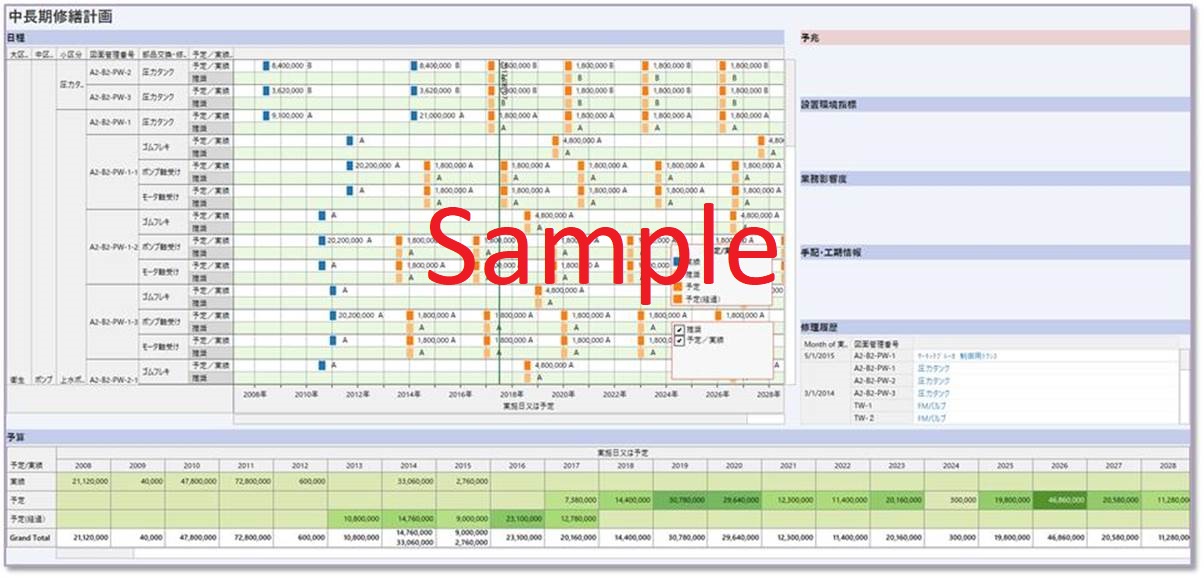 中長期修繕計画
日程
大区.. 中区.. 小区分 図面管理番号 部品交換・修.. 予定／実績..
圧力タ.. A2-B2-PW-2 圧力タンク 予定／実績 8,400,000 B 8,400,000 B 1,800,000 B 1,800,000 B 1,800,000 B
推奨 B B B B
A2-B2-PW-3 圧力タンク 予定／実績 3,620,000 B 3,620,000 B 1,800,000 B 1,800,000 B 1,800,000 B
推奨 B B B B
A2-B2-PW-1 圧力タンク 予定／実績 9,100,000 A 21,000,000 A 1,800,000 A 1,800,000 A 1,800,000 A 1,800,000 A
推奨 A A A A
A2-B2-PW-1-1 ゴムフレキ 予定／実績 A 4,800,000 A
推奨 A A
ポンプ軸受け 予定／実績 20,200,000 A 1,800,000 A 1,800,000 A 1,800,000 A 1,800,000 A 1,800,000 A
推奨 A A A A A
モータ軸受け 予定／実績 A 1,800,000 A 1,800,000 A 1,800,000 A 1,800,000 A 1,800,000 A
推奨 A
A2-B2-PW-1-2 ゴムフレキ 予定／実績 A 4,800,000 A 4,800,000 A
推奨
ポンプ軸受け 予定／実績 20,200,000 A
推奨 A
モータ軸受け 予定／実績 A
推奨 A
A2-B2-PW-1-3 ゴムフレキ 予定／実績 A 4,800,000 A
推奨 A
ポンプ軸受け 予定／実績 20,200,000 A 1,800,000 A 1,800,000 A 1,800,000 A 1,800,000 A 1,800,000 A
推奨 A A A A
モータ軸受け 予定／実績 A 1,800,000 A 1,800,000 A 1,800,000 A
推奨 A A A A
衛生 ポンプ 上水ポ.. A2-B2-PW-2-1 ゴムフレキ 予定／実績 A 4,800,000 A
推奨 A
2008年 2010年 2012年 2014年 2016年 2018年 2020年 2022年 2024年 2026年 2028年
実施日又は予定
Sample
実績
推奨
予定
予定(経過)
推奨
予定／実績
予兆
設置環境指標
業務影響度
手配・工期情報
修理履歴
Month of 実.. 図面管理番号
5/1/2015 A2-B2-PW-1
A2-B2-PW-1 圧力タンク
A2-B2-PW-2 圧力タンク
3/1/2014 A2-B2-PW-3 圧力タンク
TW-1 FMバルブ
TW-2 FMバルブ
予算
実施日又は予定
予定/実績 2008 2009 2010 2011 2012 2013 2014 2015 2016 2017 2018 2019 2020 2021 2022 2023 2024 2025 2026 2027 2028
実績 21,120,000 40,000 47,800,000 72,800,000 600,000 33,060,000 2,760,000
予定 7,380,000 14,400,000 30,780,000 29,640,000 12,300,000 11,400,000 20,160,000 300,000 19,800,000 46,860,000 20,580,000 11,280,00
予定(経過) 10,800,000 14,760,000 9,000,000 23,100,000 12,780,000
Grand Total 21,120,000 40,000 47,800,000 72,800,000 600,000 10,800,000 14,760,000 33,060,000 9,000,000 2,760,000 23,100,000 20,160,000 14,400,000 30,780,000 29,640,000 12,300,000 11,400,000 20,160,000 300,000 19,800,000 46,860,000 20,580,000 11,280,00